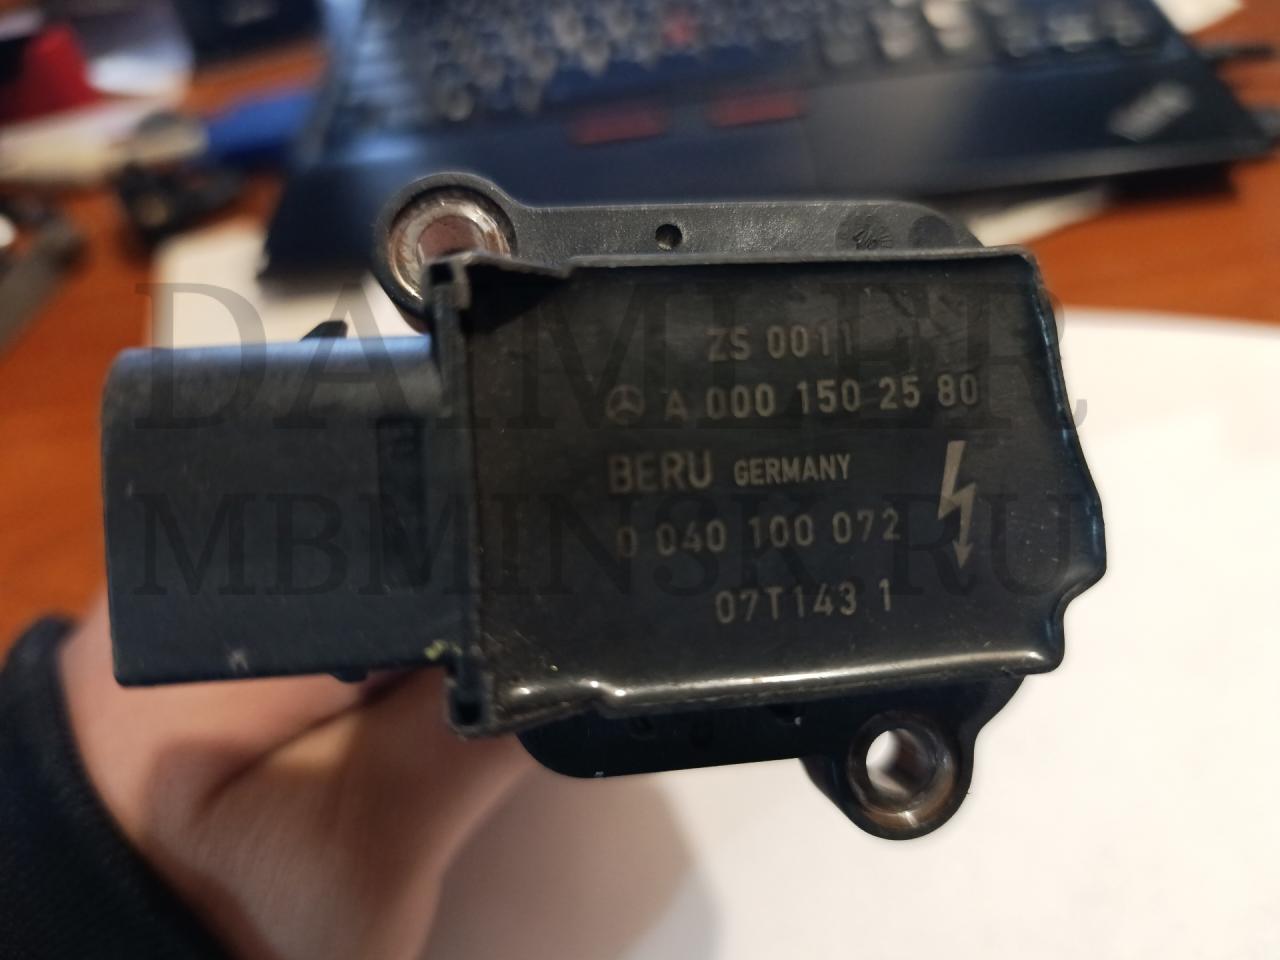 ZS 0011
A 000 150 25 80
BERU GERMANY
0 040 100 072
07T143 1
DAIMLER
MBMINSK.RU